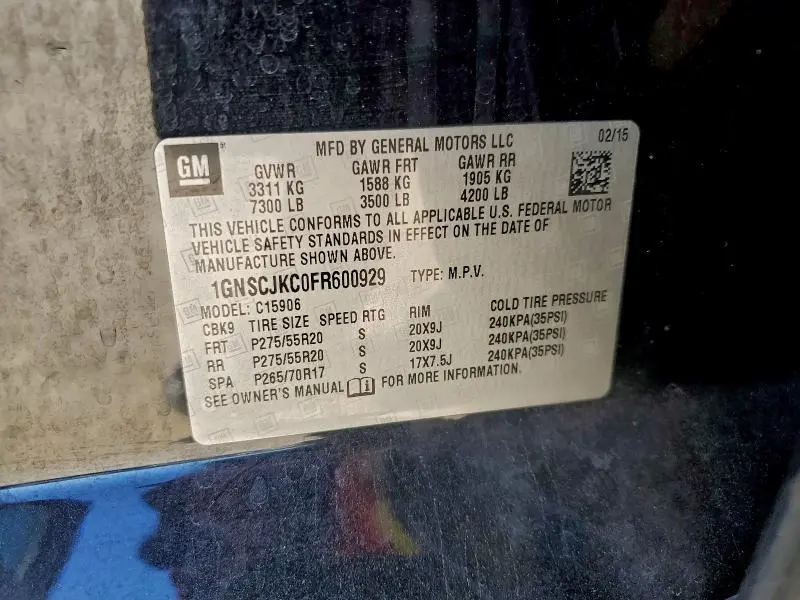 GM
MFD BY GENERAL MOTORS LLC
02/15
GVWR GAWR FRT GAWR RR
3311 KG 1588 KG 1905 KG
7300 LB 3500 LB 4200 LB
THIS VEHICLE CONFORMS TO ALL APPLICABLE U.S. FEDERAL MOTOR
VEHICLE SAFETY STANDARDS IN EFFECT ON THE DATE OF
MANUFACTURE SHOWN ABOVE.
1GNSCJKC0FR600929 TYPE: M.P.V.
MODEL: C15906
CBK9 TIRE SIZE SPEED RTG RIM COLD TIRE PRESSURE
FRT P275/55R20 S 20X9J 240KPA(35PSI)
RR P275/55R20 S 20X9J 240KPA(35PSI)
SPA P265/70R17 S 17X7.5J 240KPA(35PSI)
SEE OWNER'S MANUAL FOR MORE INFORMATION.